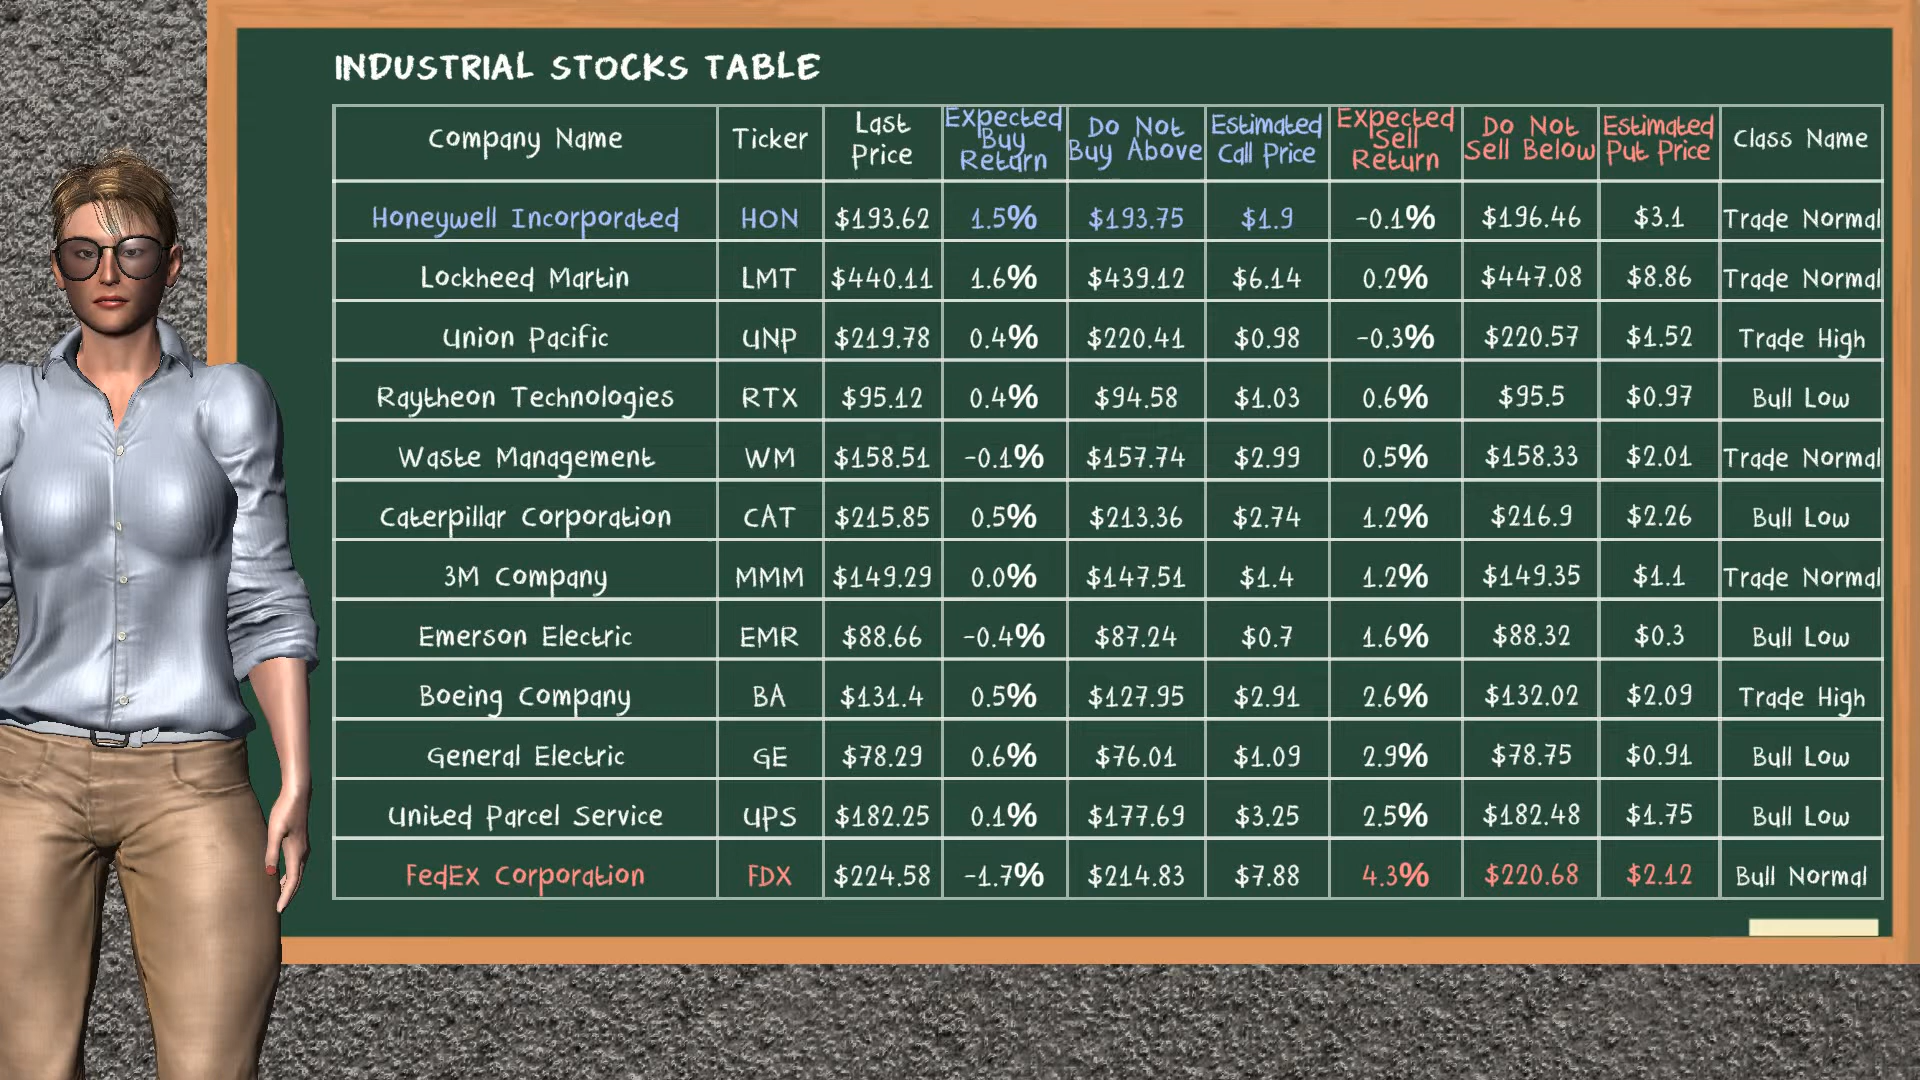 INDUSTRIAL STOCKS TABLE
Company Name Ticker Last Price Expected Buy Return Do Not Buy Above Estimated Call Price Expected Sell Return Do Not Sell Below Estimated Put Price Class Name
Honeywell Incorporated HON $193.62 1.5% $193.75 $1.9 -0.1% $196.46 $3.1 Trade Normal
Lockheed Martin LMT $440.11 1.6% $439.12 $6.14 0.2% $447.08 $8.86 Trade Normal
Union Pacific UNP $219.78 0.4% $220.41 $0.98 -0.3% $220.57 $1.52 Trade High
Raytheon Technologies RTX $95.12 0.4% $94.58 $1.03 0.6% $95.5 $0.97 Bull Low
Waste Management WM $158.51 -0.1% $157.74 $2.99 0.5% $158.33 $2.01 Trade Normal
Caterpillar Corporation CAT $215.85 0.5% $213.36 $2.74 1.2% $216.9 $2.26 Bull Low
3M Company MMM $149.29 0.0% $147.51 $1.4 1.2% $149.35 $1.1 Trade Normal
Emerson Electric EMR $88.66 -0.4% $87.24 $0.7 1.6% $88.32 $0.3 Bull Low
Boeing Company BA $131.4 0.5% $127.95 $2.91 2.6% $132.02 $2.09 Trade High
General Electric GE $78.29 0.6% $76.01 $1.09 2.9% $78.75 $0.91 Bull Low
United Parcel Service UPS $182.25 0.1% $177.69 $3.25 2.5% $182.48 $1.75 Bull Low
FedEx Corporation FDX $224.58 -1.7% $214.83 $7.88 4.3% $220.68 $2.12 Bull Normal